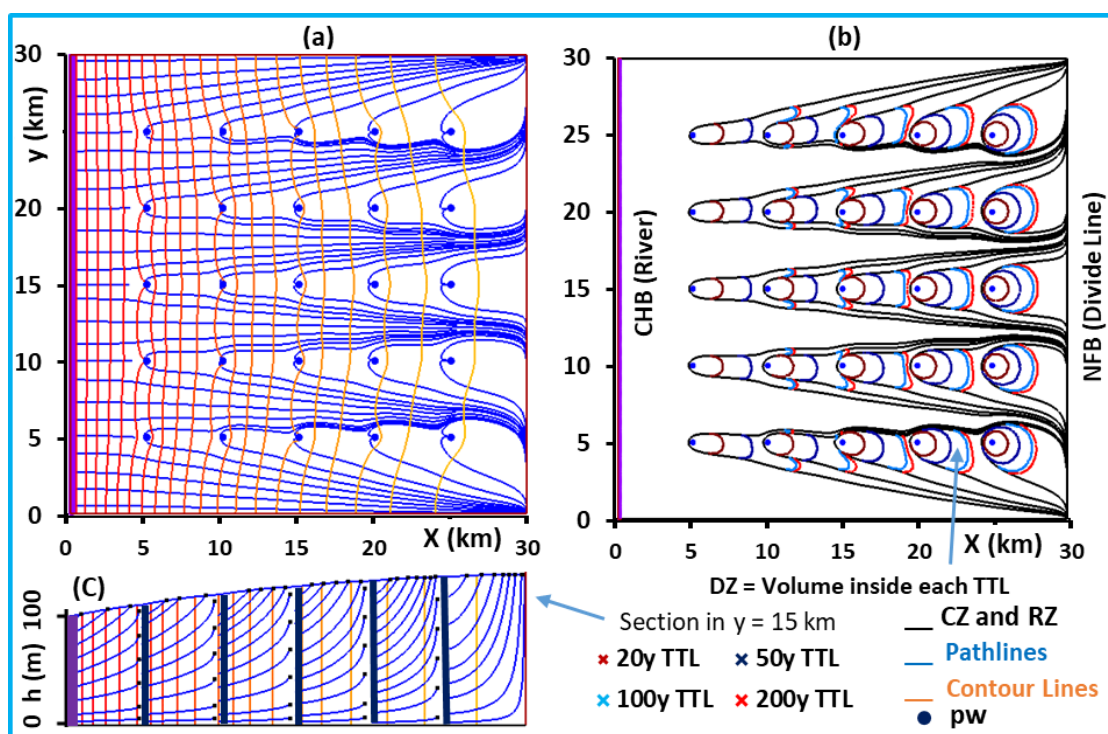 (a)
(b)
30
25
20
15
10
5
0
y (km)
0
5
10
15
20
X (km)
30
30
25
20
15
10
5
0
CHB (River)
NFB (Divide Line)
0
5
10
15
20
X (km)
30
(C)
100
0 h (m)
DZ = Volume inside each TTL
Section in y = 15 km
20y TTL
50y TTL
100y TTL
200y TTL
CZ and RZ
Pathlines
Contour Lines
pw